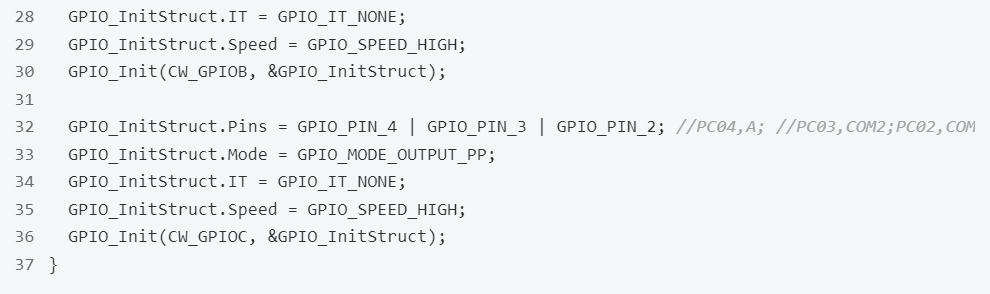 28 GPIO_InitStruct.IT = GPIO_IT_NONE;
29 GPIO_InitStruct.Speed = GPIO_SPEED_HIGH;
30 GPIO_Init(CW_GPIOB, &GPIO_InitStruct);
31
32 GPIO_InitStruct.Pins = GPIO_PIN_4 | GPIO_PIN_3 | GPIO_PIN_2; //PC04,A; //PC03,COM2;PC02,COM
33 GPIO_InitStruct.Mode = GPIO_MODE_OUTPUT_PP;
34 GPIO_InitStruct.IT = GPIO_IT_NONE;
35 GPIO_InitStruct.Speed = GPIO_SPEED_HIGH;
36 GPIO_Init(CW_GPIOC, &GPIO_InitStruct);
37 }